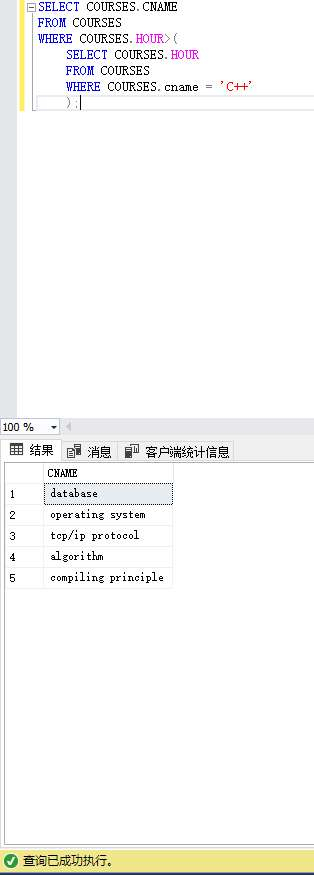 SELECT COURSES.CNAME
FROM COURSES
WHERE COURSES.HOUR>(
SELECT COURSES.HOUR
FROM COURSES
WHERE COURSES.cname = 'C++'
);
100 %
结果 消息 客户端统计信息
CNAME
1 database
2 operating system
3 tcp/ip protocol
4 algorithm
5 compiling principle
查询已成功执行。